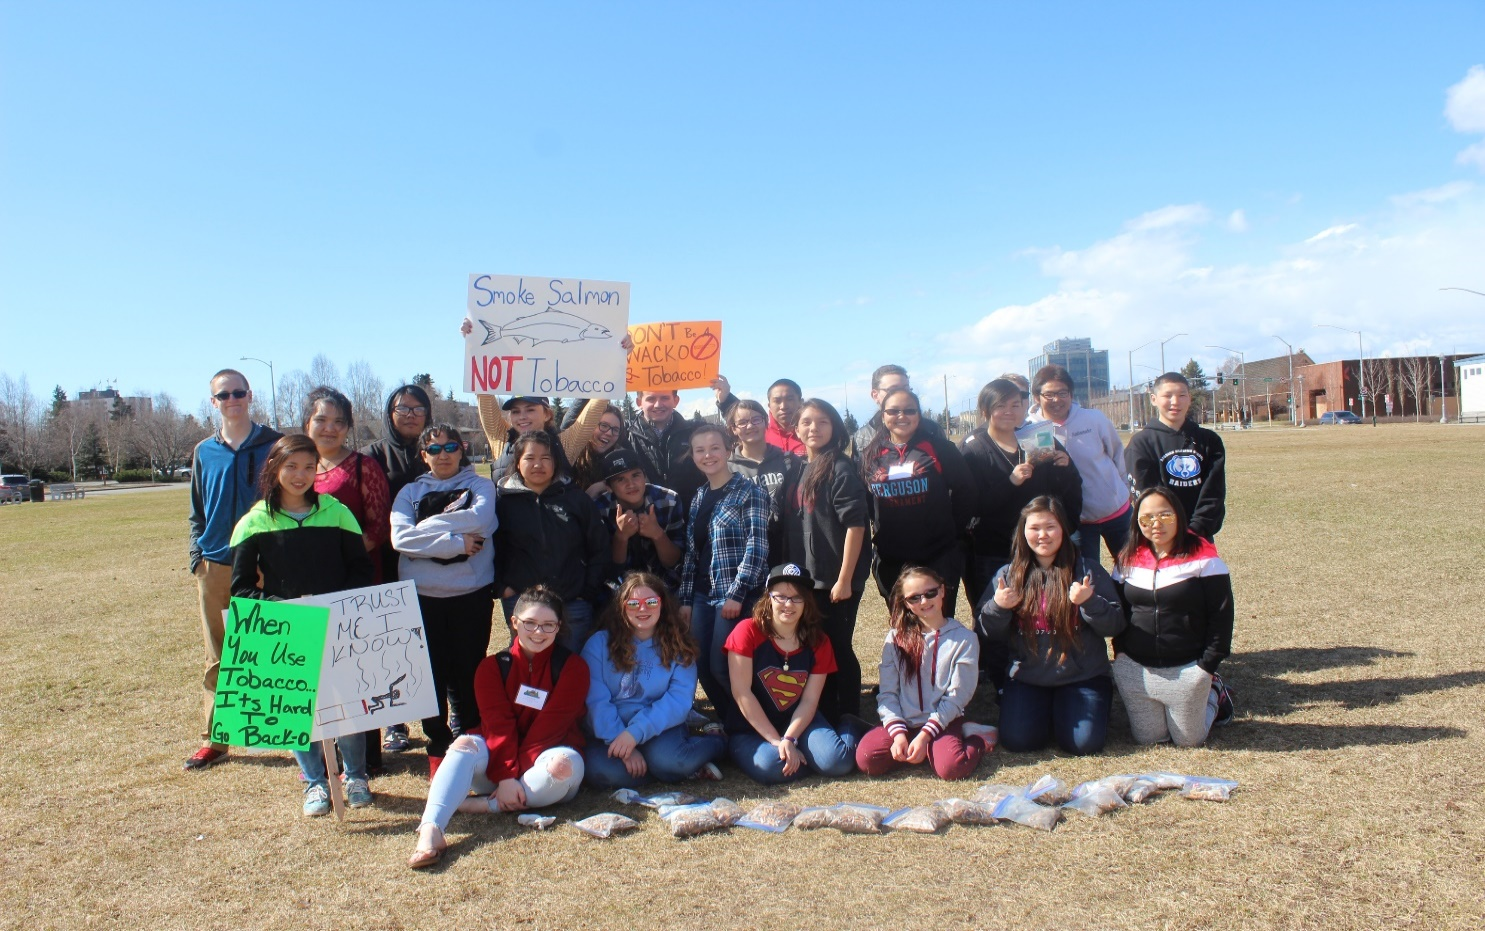 Smoke Salmon
NOT Tobacco
DON'T Be A
WACKO
Tobacco!
When
You Use
Tobacco...
It's Hard
To
Go Back-O
TRUST
ME I
KNOW!
FERGUSON
RAIDERS